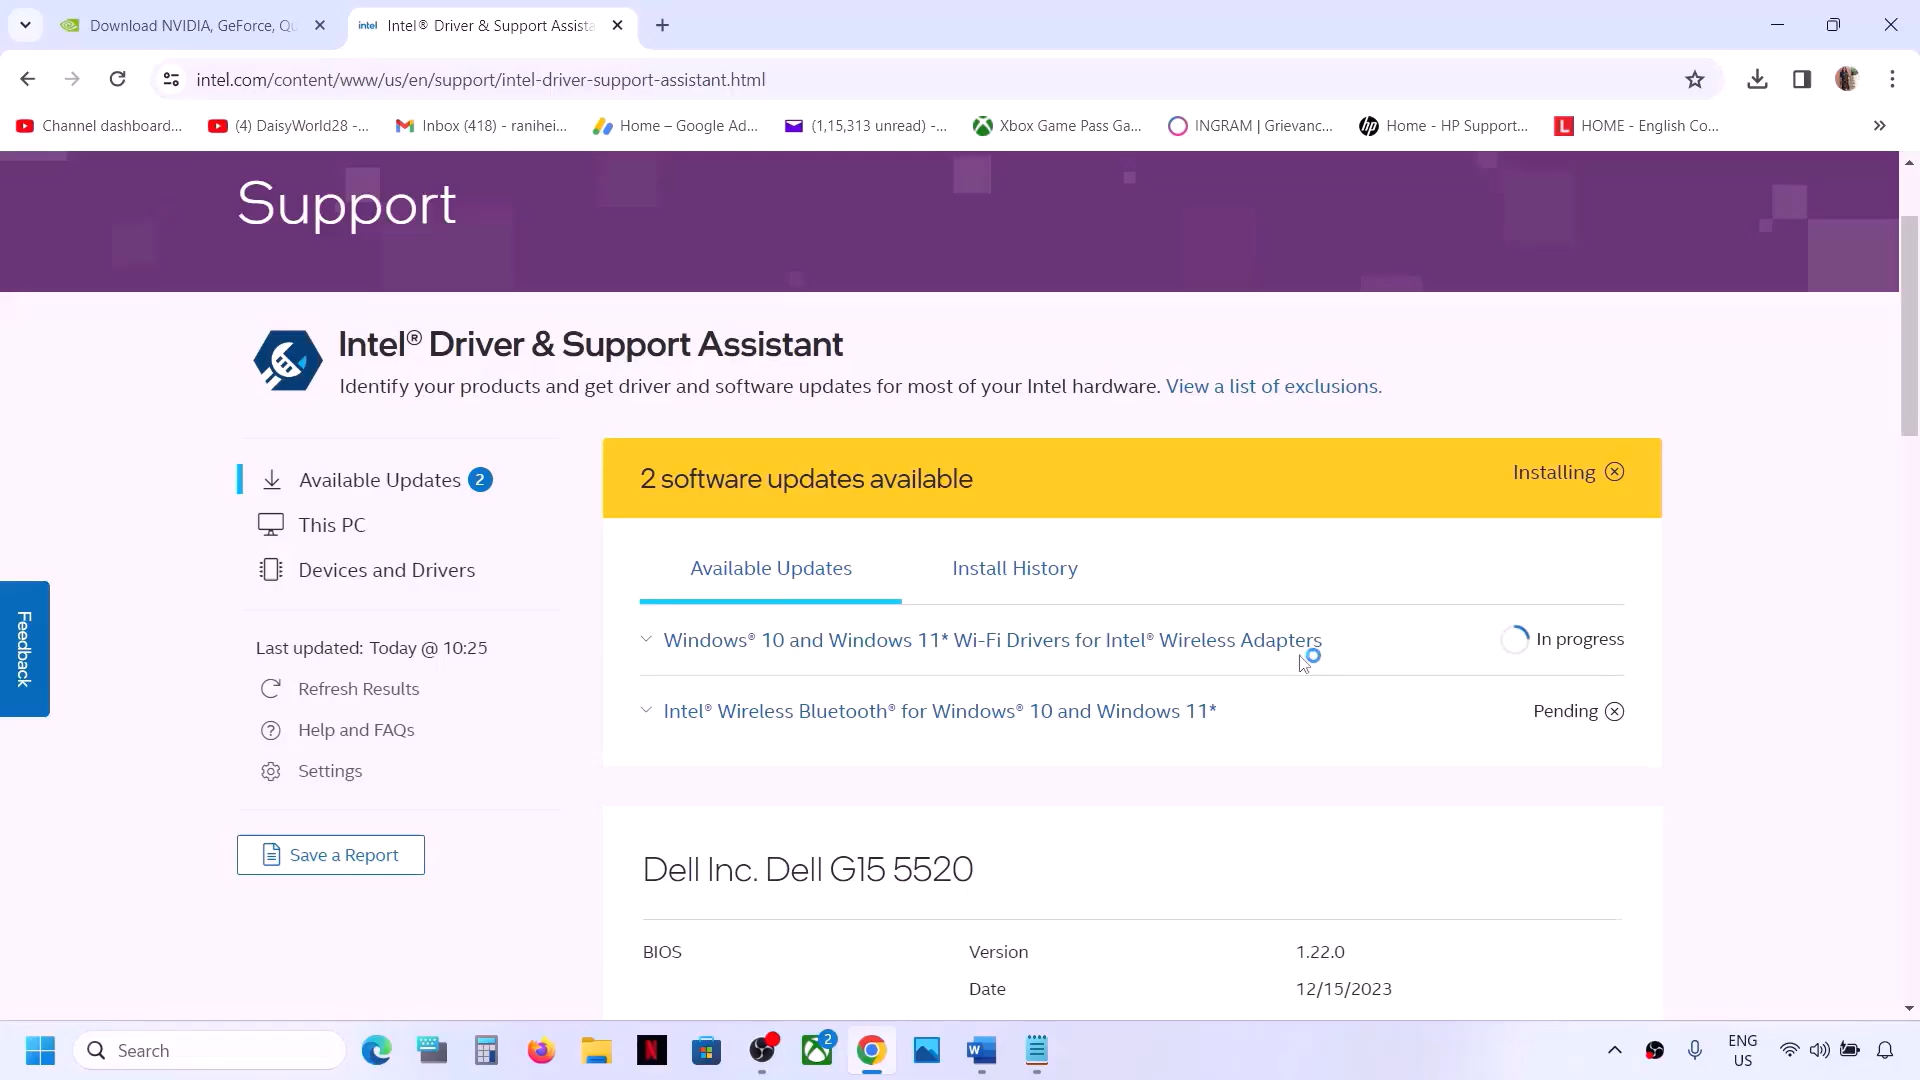 Download NVIDIA, GeForce, Qu
intel Intel® Driver & Support Assista
intel.com/content/www/us/en/support/intel-driver-support-assistant.html
Channel dashboard...
(4) DaisyWorld28 -...
Inbox (418) - ranihei...
Home – Google Ad...
(1,15,313 unread) -...
Xbox Game Pass Ga...
INGRAM | Grievanc...
hp Home - HP Support...
L HOME - English Co...
Support
Intel® Driver & Support Assistant
Identify your products and get driver and software updates for most of your Intel hardware. View a list of exclusions.
Available Updates 2
This PC
Devices and Drivers
Last updated: Today @ 10:25
Refresh Results
Help and FAQs
Settings
Save a Report
Feedback
2 software updates available
Installing
Available Updates
Install History
Windows® 10 and Windows 11* Wi-Fi Drivers for Intel® Wireless Adapters
In progress
Intel® Wireless Bluetooth® for Windows® 10 and Windows 11*
Pending
Dell Inc. Dell G15 5520
BIOS
Version
1.22.0
Date
12/15/2023
Search
N
2
W
ENG
US